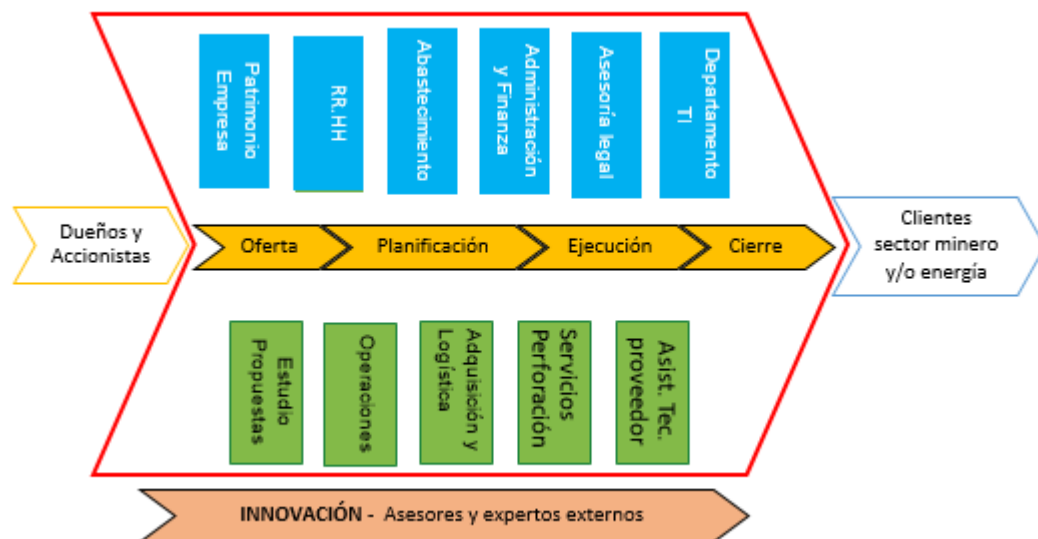 Patrimonio
Empresa
RR.HH
Abastecimiento
Administración
y Finanza
Asesoría legal
Departamento
TI
Dueños y
Accionistas
Oferta
Planificación
Ejecución
Cierre
Clientes
sector minero
y/o energía
Estudio
Propuestas
Operaciones
Adquisición y
Logística
Servicios
Perforación
Asist. Tec.
proveedor
INNOVACIÓN - Asesores y expertos externos